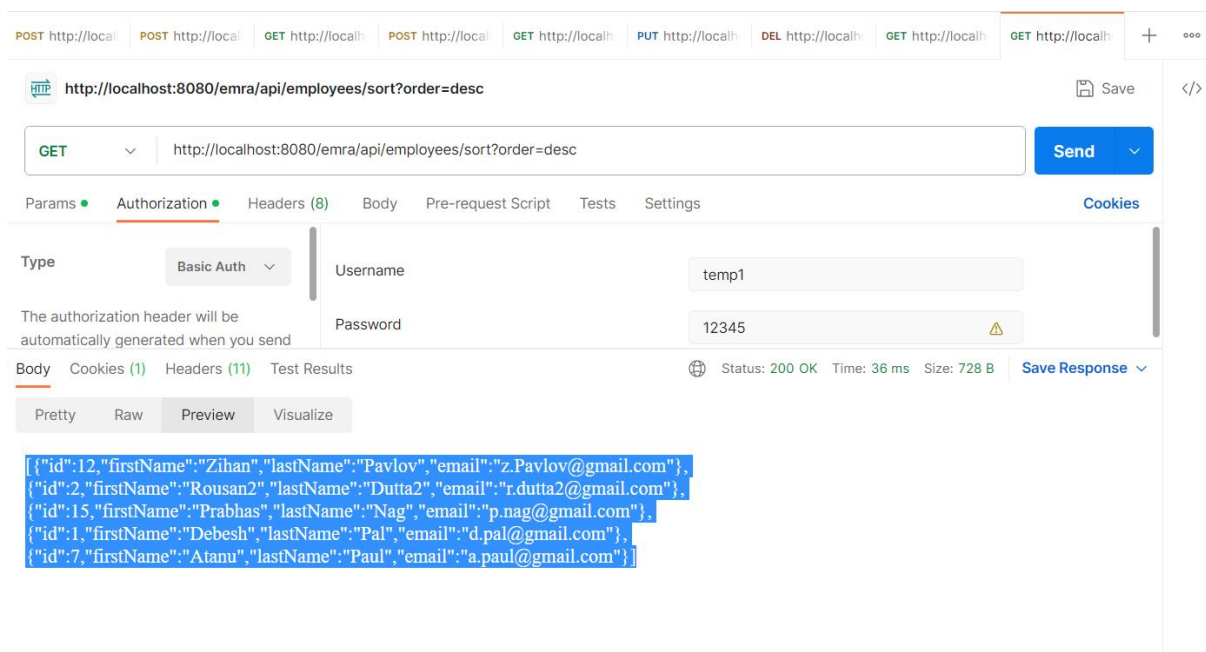 POST http://local POST http://local GET http://localh POST http://local GET http://localh PUT http://localh DEL http://localh GET http://localh GET http://localh + ooo
HTTP http://localhost:8080/emra/api/employees/sort?order=desc Save </>
GET http://localhost:8080/emra/api/employees/sort?order=desc Send
Params Authorization Headers (8) Body Pre-request Script Tests Settings Cookies
Type Basic Auth Username temp1
The authorization header will be
automatically generated when you send
Password 12345
Body Cookies (1) Headers (11) Test Results Status: 200 OK Time: 36 ms Size: 728 B Save Response
Pretty Raw Preview Visualize
[{"id":12,"firstName":"Zihan","lastName":"Pavlov","email":"z.Pavlov@gmail.com"},
{"id":2,"firstName":"Rousan2","lastName":"Dutta2","email":"r.dutta2@gmail.com"},
{"id":15,"firstName":"Prabhas","lastName":"Nag","email":"p.nag@gmail.com"},
{"id":1,"firstName":"Debesh","lastName":"Pal","email":"d.pal@gmail.com"},
{"id":7,"firstName":"Atanu","lastName":"Paul","email":"a.paul@gmail.com"}]